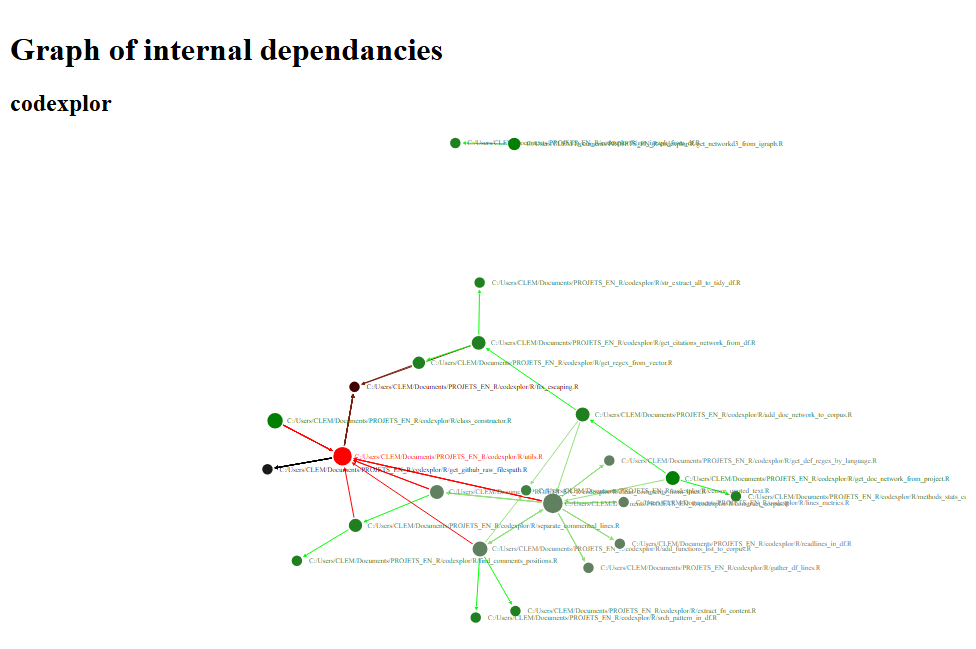 Graph of internal dependancies
codexplor
C:/Users/CLEM/Documents/PROJETS_EN_R/codexplor/R/get_networkd3_from_igraph.R
C:/Users/CLEM/Documents/PROJETS_EN_R/codexplor/R/str_extract_all_to_tidy_df.R
C:/Users/CLEM/Documents/PROJETS_EN_R/codexplor/R/get_citations_network_from_df.R
C:/Users/CLEM/Documents/PROJETS_EN_R/codexplor/R/get_regex_from_vector.R
C:/Users/CLEM/Documents/PROJETS_EN_R/codexplor/R/fix_escaping.R
C:/Users/CLEM/Documents/PROJETS_EN_R/codexplor/R/add_doc_network_to_corpus.R
C:/Users/CLEM/Documents/PROJETS_EN_R/codexplor/R/class_constructor.R
C:/Users/CLEM/Documents/PROJETS_EN_R/codexplor/R/utils.R
C:/Users/CLEM/Documents/PROJETS_EN_R/codexplor/R/get_def_regex_by_language.R
C:/Users/CLEM/Documents/PROJETS_EN_R/codexplor/R/get_github_raw_filespath.R
C:/Users/CLEM/Documents/PROJETS_EN_R/codexplor/R/get_doc_network_from_project.R
C:/Users/CLEM/Documents/PROJETS_EN_R/codexplor/R/methods_stats_co
C:/Users/CLEM/Documents/PROJETS_EN_R/codexplor/R/lines_metrics.R
C:/Users/CLEM/Documents/PROJETS_EN_R/codexplor/R/separate_commented_lines.R
C:/Users/CLEM/Documents/PROJETS_EN_R/codexplor/R/readlines_in_df.R
C:/Users/CLEM/Documents/PROJETS_EN_R/codexplor/R/add_functions_list_to_corpus.R
C:/Users/CLEM/Documents/PROJETS_EN_R/codexplor/R/find_comments_positions.R
C:/Users/CLEM/Documents/PROJETS_EN_R/codexplor/R/gather_df_lines.R
C:/Users/CLEM/Documents/PROJETS_EN_R/codexplor/R/extract_fn_content.R
C:/Users/CLEM/Documents/PROJETS_EN_R/codexplor/R/srch_pattern_in_df.R